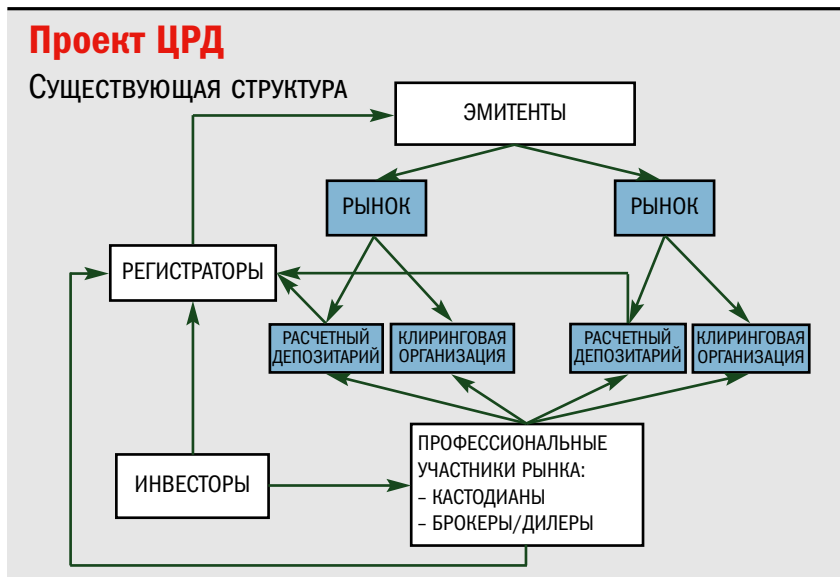 Проект ЦРД
Существующая структура
ЭМИТЕНТЫ
РЫНОК
РЫНОК
РЕГИСТРАТОРЫ
РАСЧЕТНЫЙ
ДЕПОЗИТАРИЙ
КЛИРИНГОВАЯ
ОРГАНИЗАЦИЯ
РАСЧЕТНЫЙ
ДЕПОЗИТАРИЙ
КЛИРИНГОВАЯ
ОРГАНИЗАЦИЯ
ИНВЕСТОРЫ
ПРОФЕССИОНАЛЬНЫЕ
УЧАСТНИКИ РЫНКА:
– КАСТОДИАНЫ
– БРОКЕРЫ/ДИЛЕРЫ